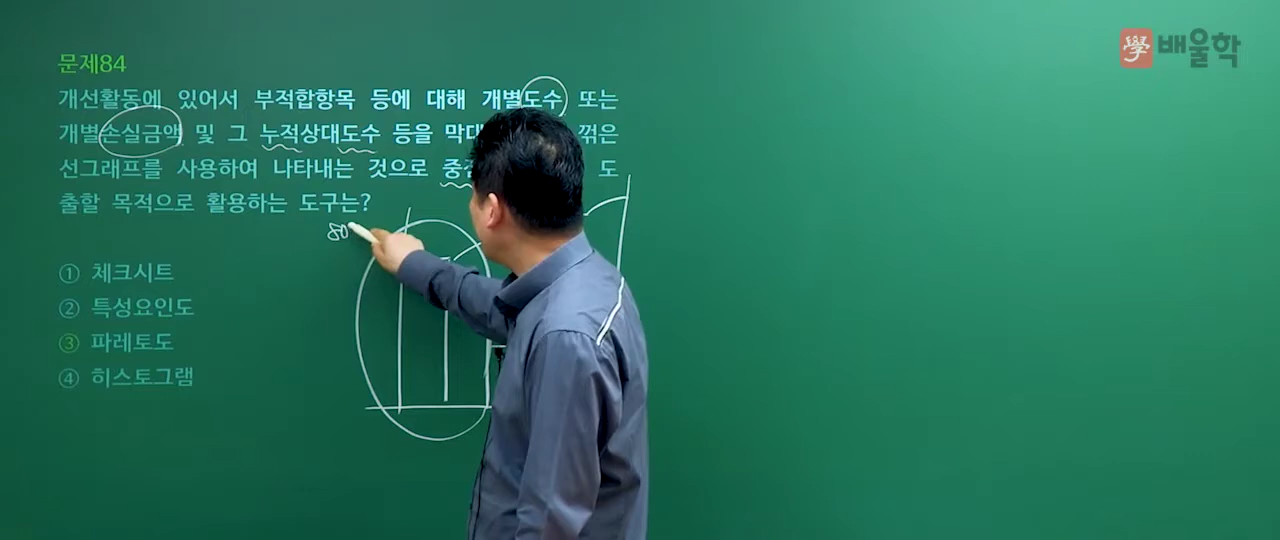 學 배울학
문제84
개선활동에 있어서 부적합항목 등에 대해 개별도수 또는
개별손실금액 및 그 누적상대도수 등을 꺾은
선그래프를 사용하여 나타내는 것으로 도
출할 목적으로 활용하는 도구는?
80
① 체크시트
② 특성요인도
③ 파레토도
④ 히스토그램